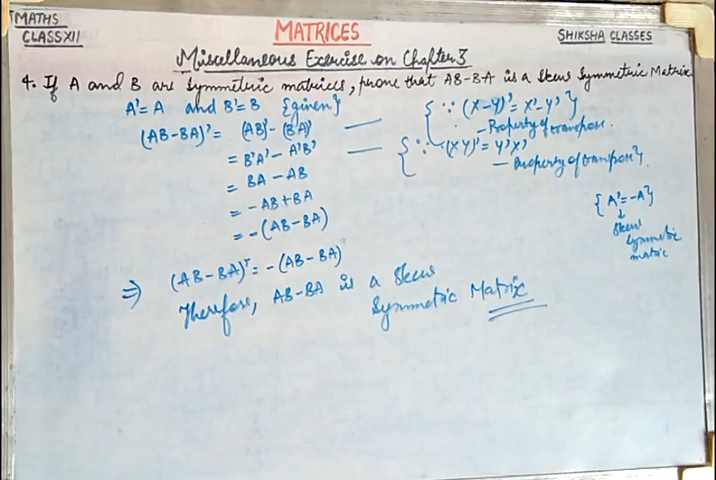 MATHS
CLASS XII
MATRICES
SHIKSHA CLASSES
Miscellaneous Exercise on Chapter 3
4. If A and B are symmetric matrices, prove that AB-BA is a Skew Symmetric Matrix
A'=A and B'=B {given}
(AB-BA)' = (AB)' - (BA)' — {∵ (X-Y)' = X'-Y'}
- Property of transpose.
= B'A' - A'B' — {∵ (XY)' = Y'X'
- Property of transpose}.
= BA - AB
= -AB+BA
= -(AB-BA)
{A'=-A}
↓
Skew
Symmetric
matrix
⇒ (AB-BA)ᵀ = -(AB-BA)
Therefore, AB-BA is a Skew
Symmetric Matrix